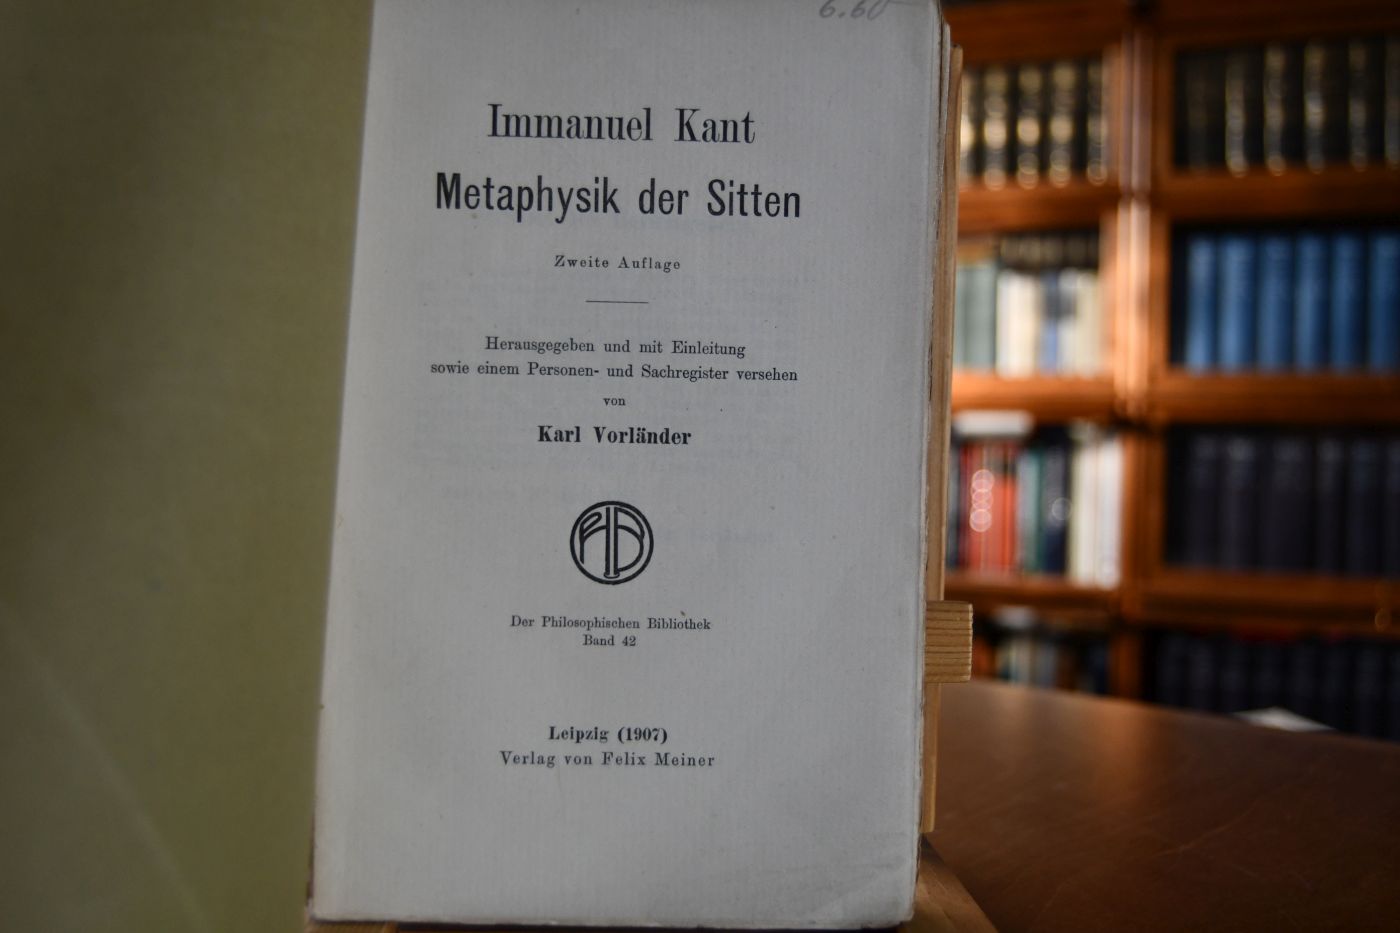 6.60
Immanuel Kant
Metaphysik der Sitten
Zweite Auflage
Herausgegeben und mit Einleitung
sowie einem Personen- und Sachregister versehen
von
Karl Vorländer
Der Philosophischen Bibliothek
Band 42
Leipzig (1907)
Verlag von Felix Meiner